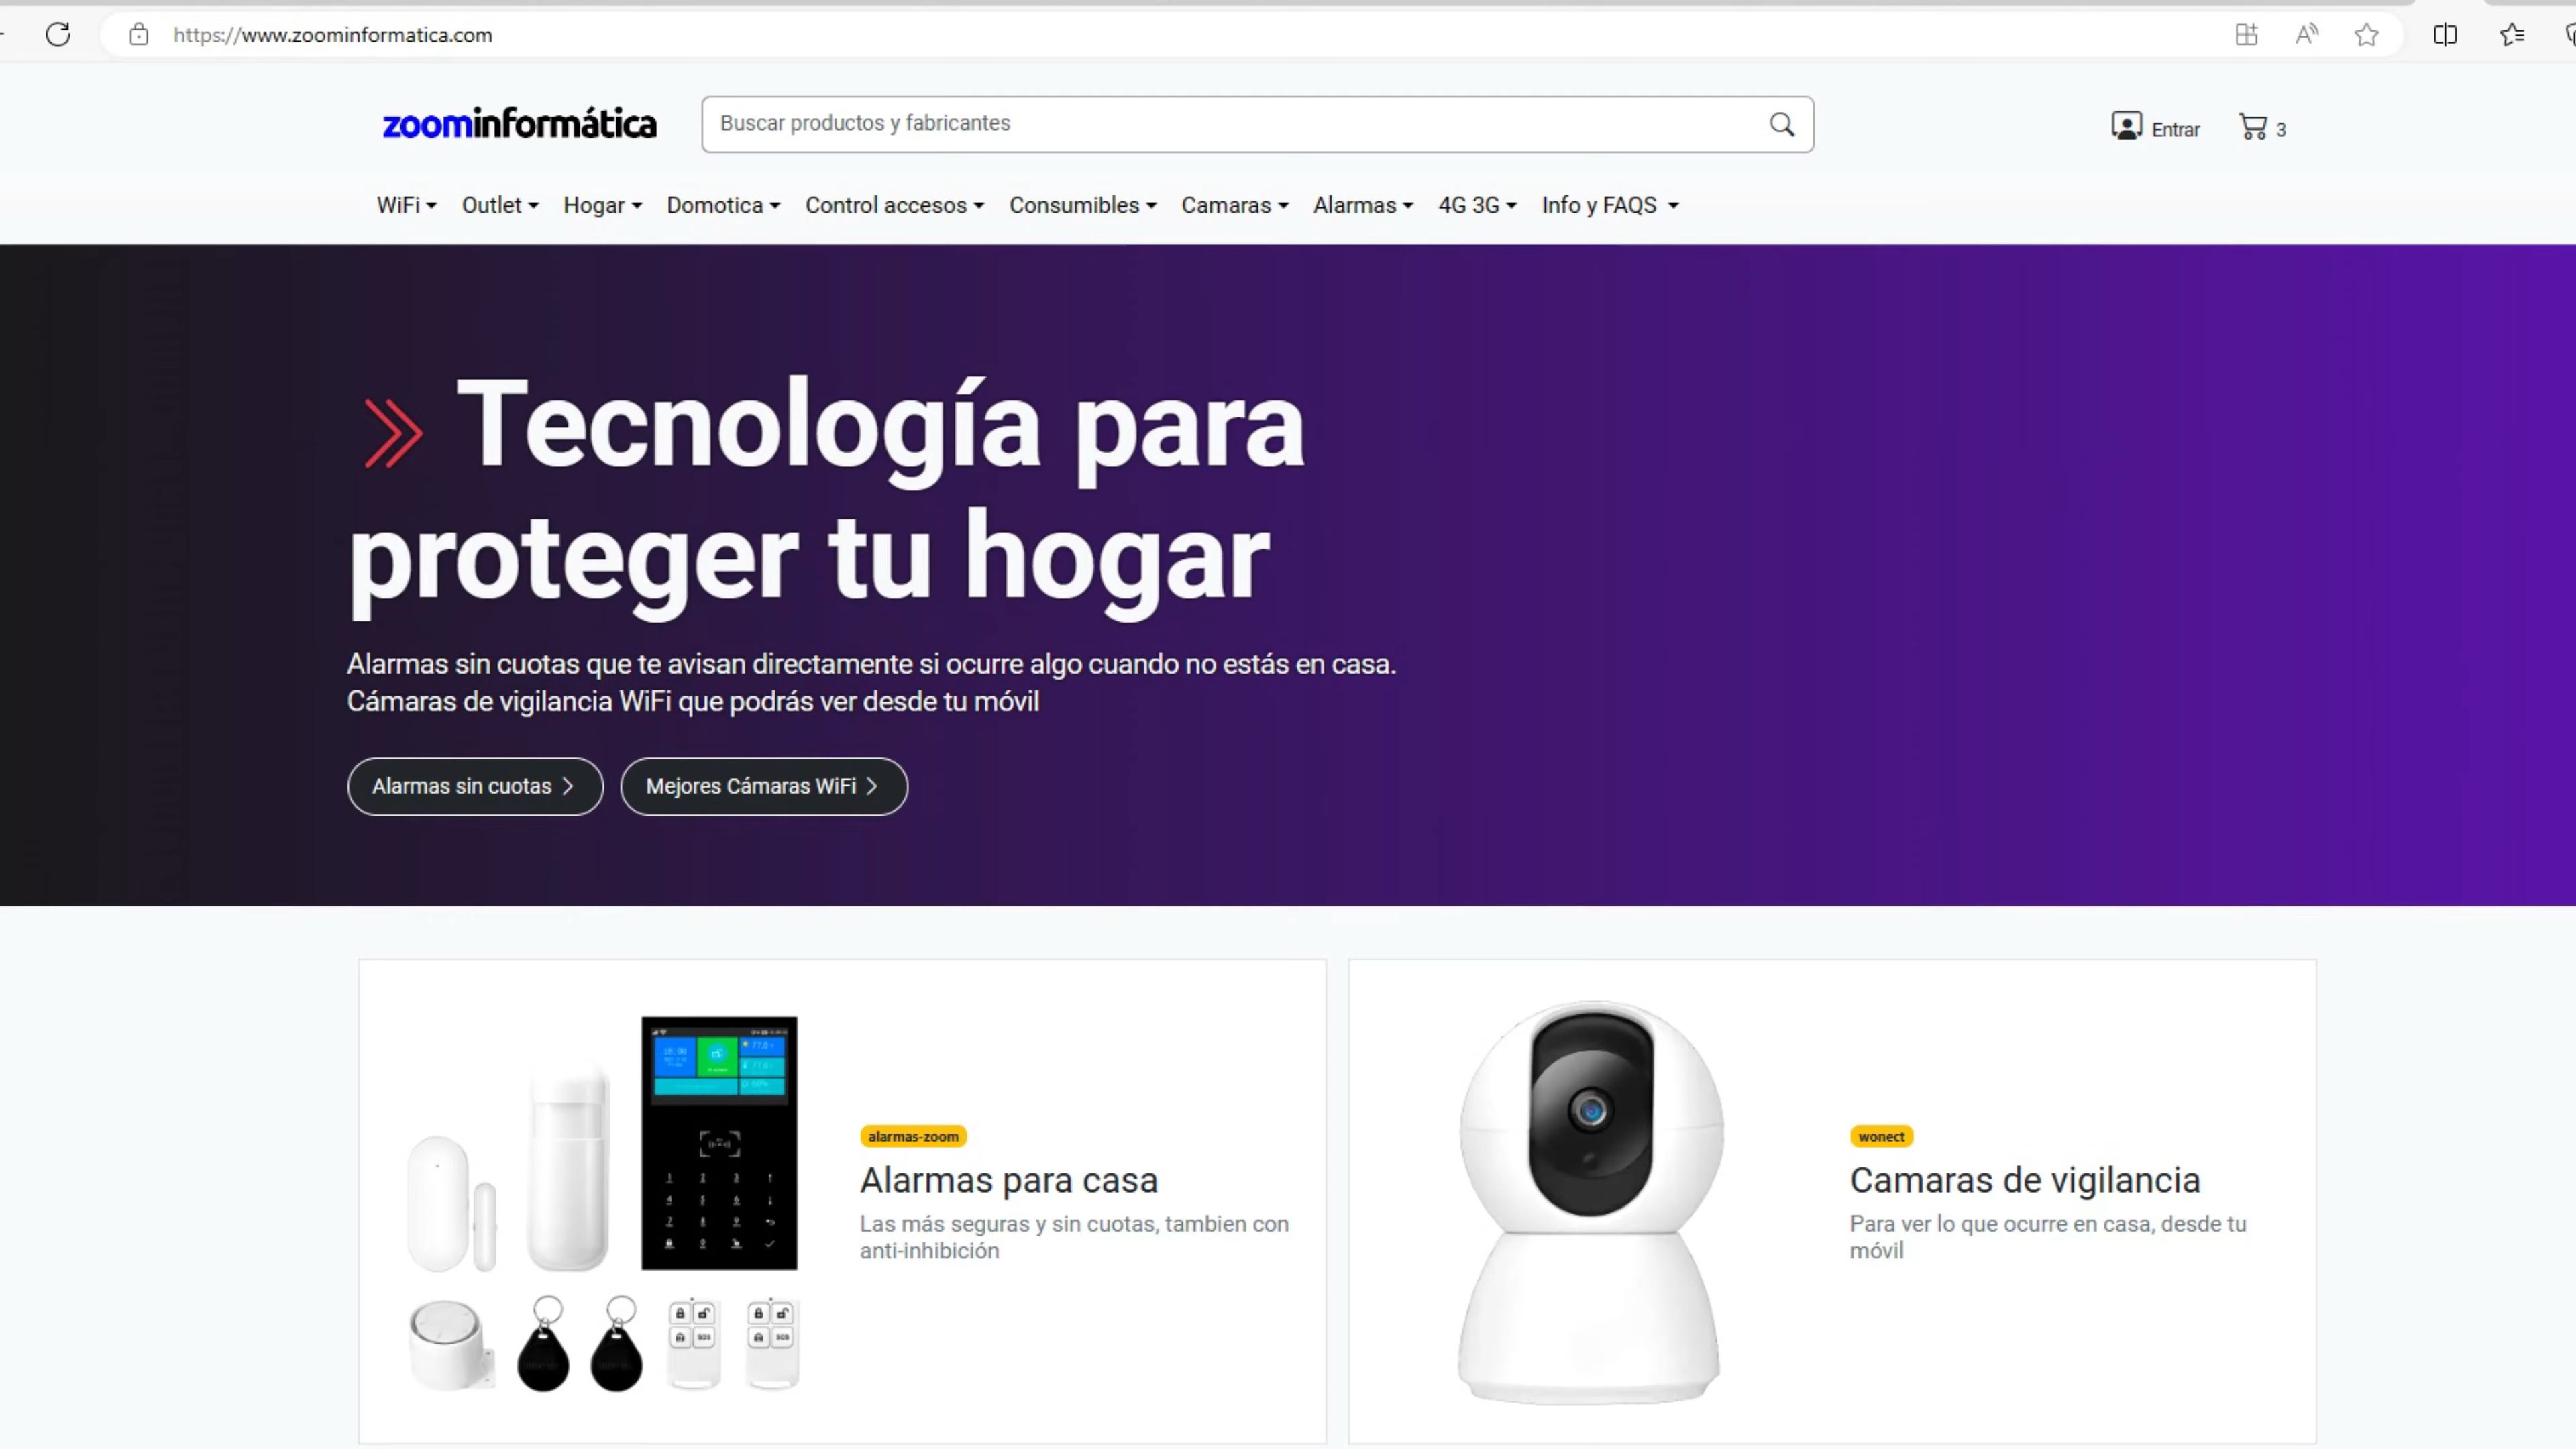 https://www.zoominformatica.com
zoominformática
Buscar productos y fabricantes
Entrar
3
WiFi
Outlet
Hogar
Domotica
Control accesos
Consumibles
Camaras
Alarmas
4G 3G
Info y FAQS
Tecnología para
proteger tu hogar
Alarmas sin cuotas que te avisan directamente si ocurre algo cuando no estás en casa.
Cámaras de vigilancia WiFi que podrás ver desde tu móvil
Alarmas sin cuotas
Mejores Cámaras WiFi
alarmas-zoom
Alarmas para casa
Las más seguras y sin cuotas, tambien con
anti-inhibición
wonect
Camaras de vigilancia
Para ver lo que ocurre en casa, desde tu
móvil
SOS
SOS